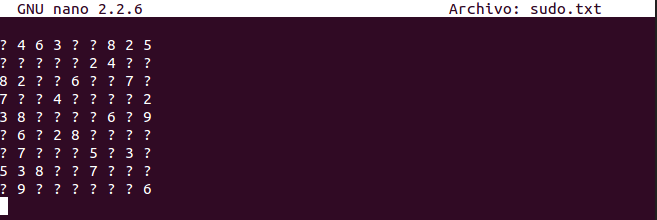 GNU nano 2.2.6 Archivo: sudo.txt
? 4 6 3 ? ? 8 2 5
? ? ? ? ? 2 4 ? ?
8 2 ? ? 6 ? ? 7 ?
7 ? ? 4 ? ? ? ? 2
3 8 ? ? ? ? 6 ? 9
? 6 ? 2 8 ? ? ? ?
? 7 ? ? ? 5 ? 3 ?
5 3 8 ? ? 7 ? ? ?
? 9 ? ? ? ? ? ? 6